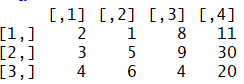 [,1] [,2] [,3] [,4]
[1,] 2 1 8 11
[2,] 3 5 9 30
[3,] 4 6 4 20